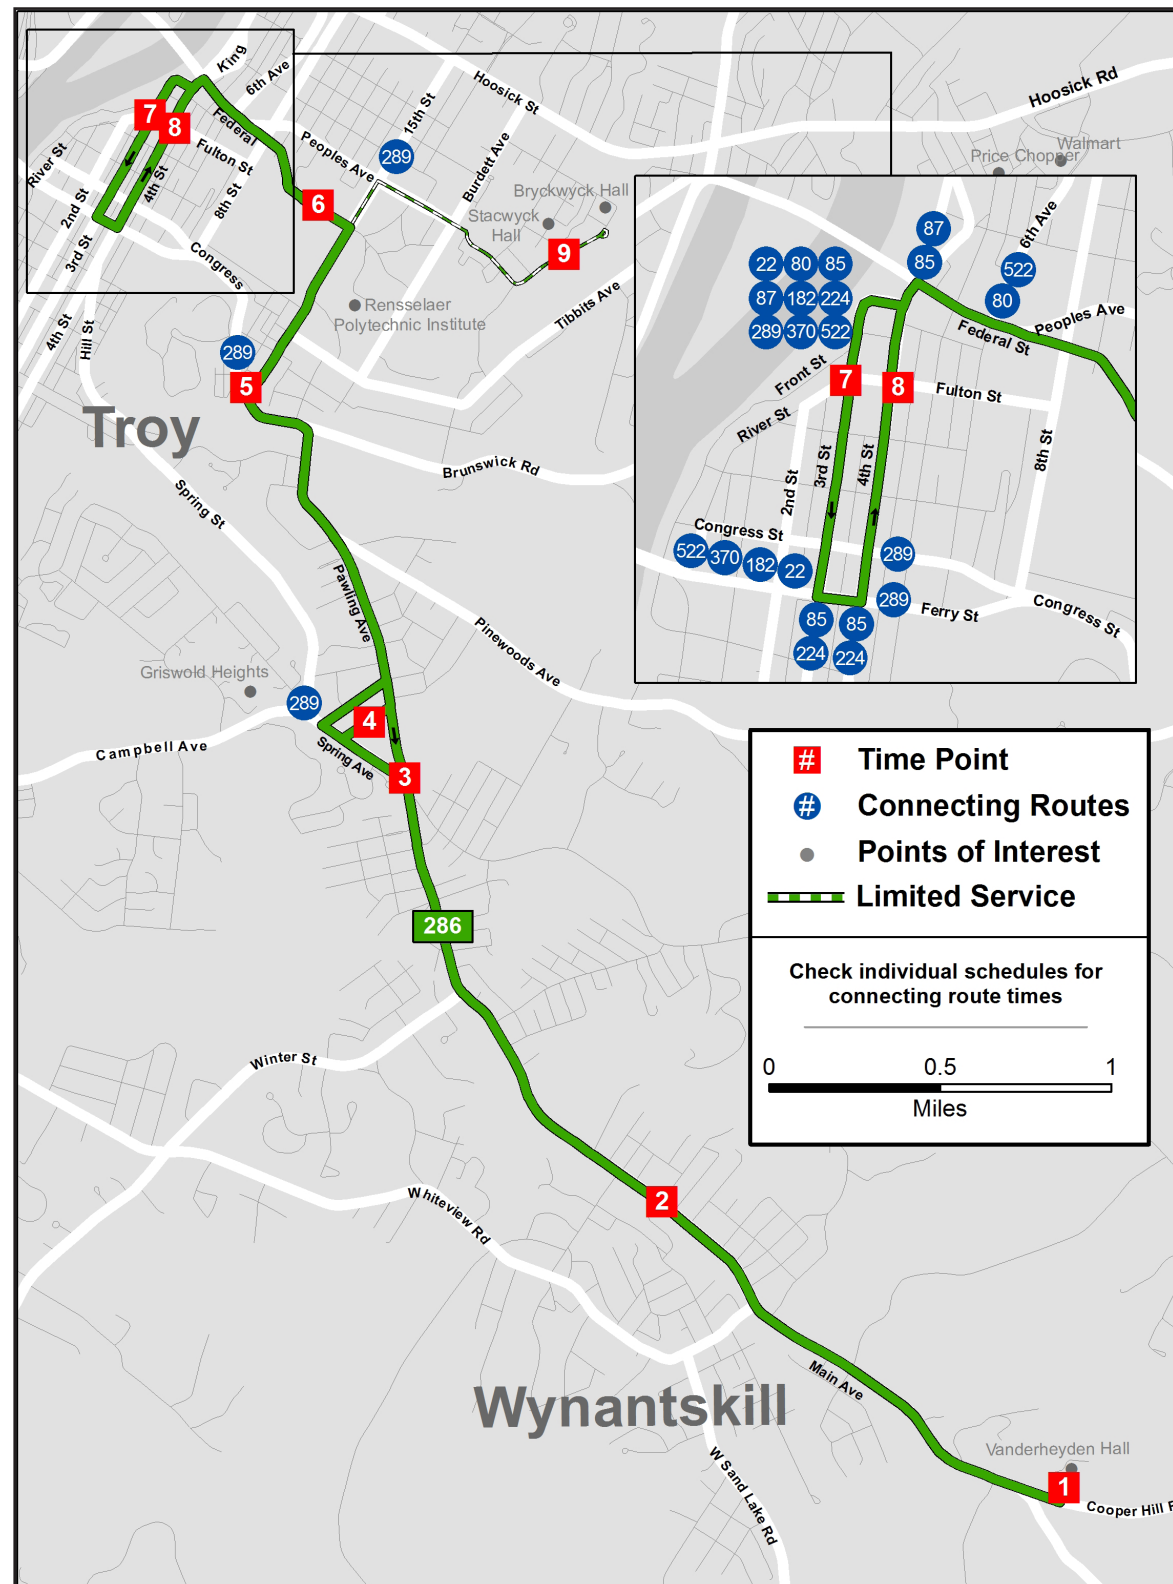 King
6th Ave
Hoosick St
Hoosick Rd
15th St
7
8
Federal
Fulton St
Peoples Ave
289
Burdett Ave
Walmart
Price Chopper
River St
2nd St
3rd St
4th St
8th St
6
Congress
Bryckwyck Hall
Stacwyck
Hall
9
Rensselaer
Polytechnic Institute
Tibbits Ave
4th St
Hill St
289
5
Troy
Brunswick Rd
Spring St
Pawling Ave
Pinewoods Ave
Griswold Heights
289
4
Campbell Ave
Spring Ave
3
286
Winter St
Whiteview Rd
2
Wynantskill
Main Ave
W Sand Lake Rd
Vanderheyden Hall
1
Cooper Hill R
87
85
6th Ave
522
80
22 80 85
87 182 224
289 370 522
Peoples Ave
Federal St
Front St
7
8
Fulton St
River St
2nd St
3rd St
4th St
8th St
Congress St
522 370 182 22
289
289
Ferry St
Congress St
85
224
85
224
# Time Point
# Connecting Routes
Points of Interest
Limited Service
Check individual schedules for
connecting route times
0 0.5 1
Miles